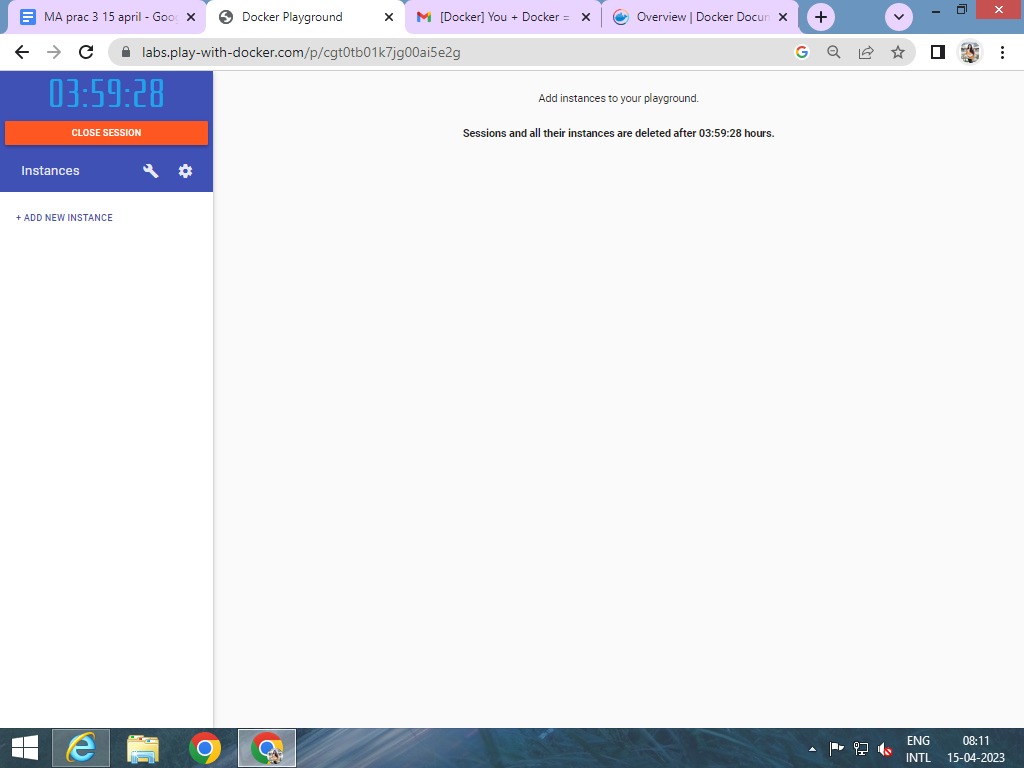 MA prac 3 15 april - Goo
Docker Playground
[Docker] You + Docker =
Overview | Docker Docu
labs.play-with-docker.com/p/cgt0tb01k7jg00ai5e2g
03:59:28
CLOSE SESSION
Instances
+ ADD NEW INSTANCE
Add instances to your playground.
Sessions and all their instances are deleted after 03:59:28 hours.
ENG
INTL
08:11
15-04-2023